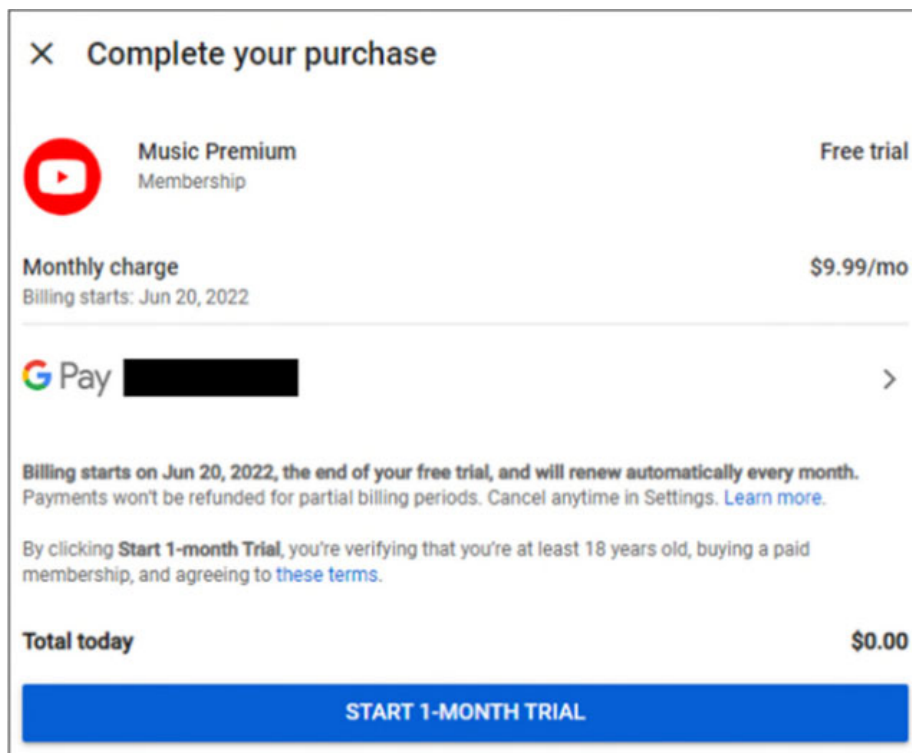 Complete your purchase
Music Premium
Free trial
Membership
Monthly charge
$9.99/mo
Billing starts: Jun 20, 2022
G Pay
Billing starts on Jun 20, 2022, the end of your free trial, and will renew automatically every month.
Payments won't be refunded for partial billing periods. Cancel anytime in Settings. Learn more.
By clicking Start 1-month Trial, you're verifying that you're at least 18 years old, buying a paid
membership, and agreeing to these terms.
Total today
$0.00
START 1-MONTH TRIAL